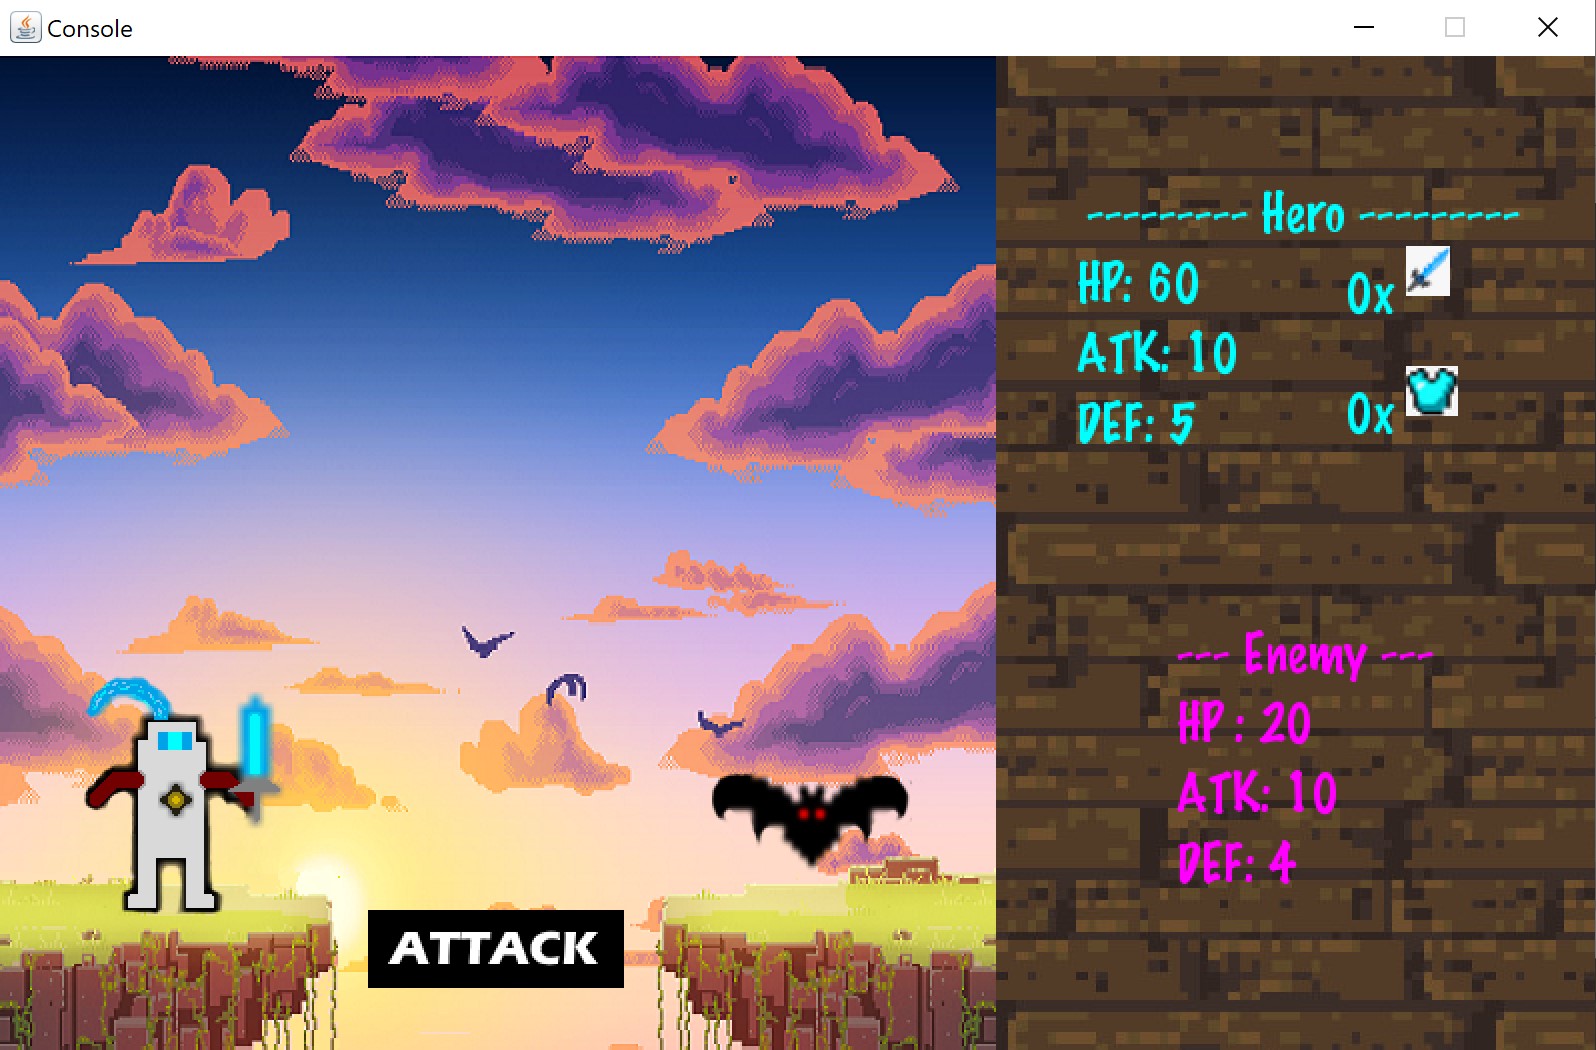 Console
--------- Hero ---------
HP: 60
0x
ATK: 10
DEF: 5
0x
--- Enemy ---
HP : 20
ATK: 10
DEF: 4
ATTACK